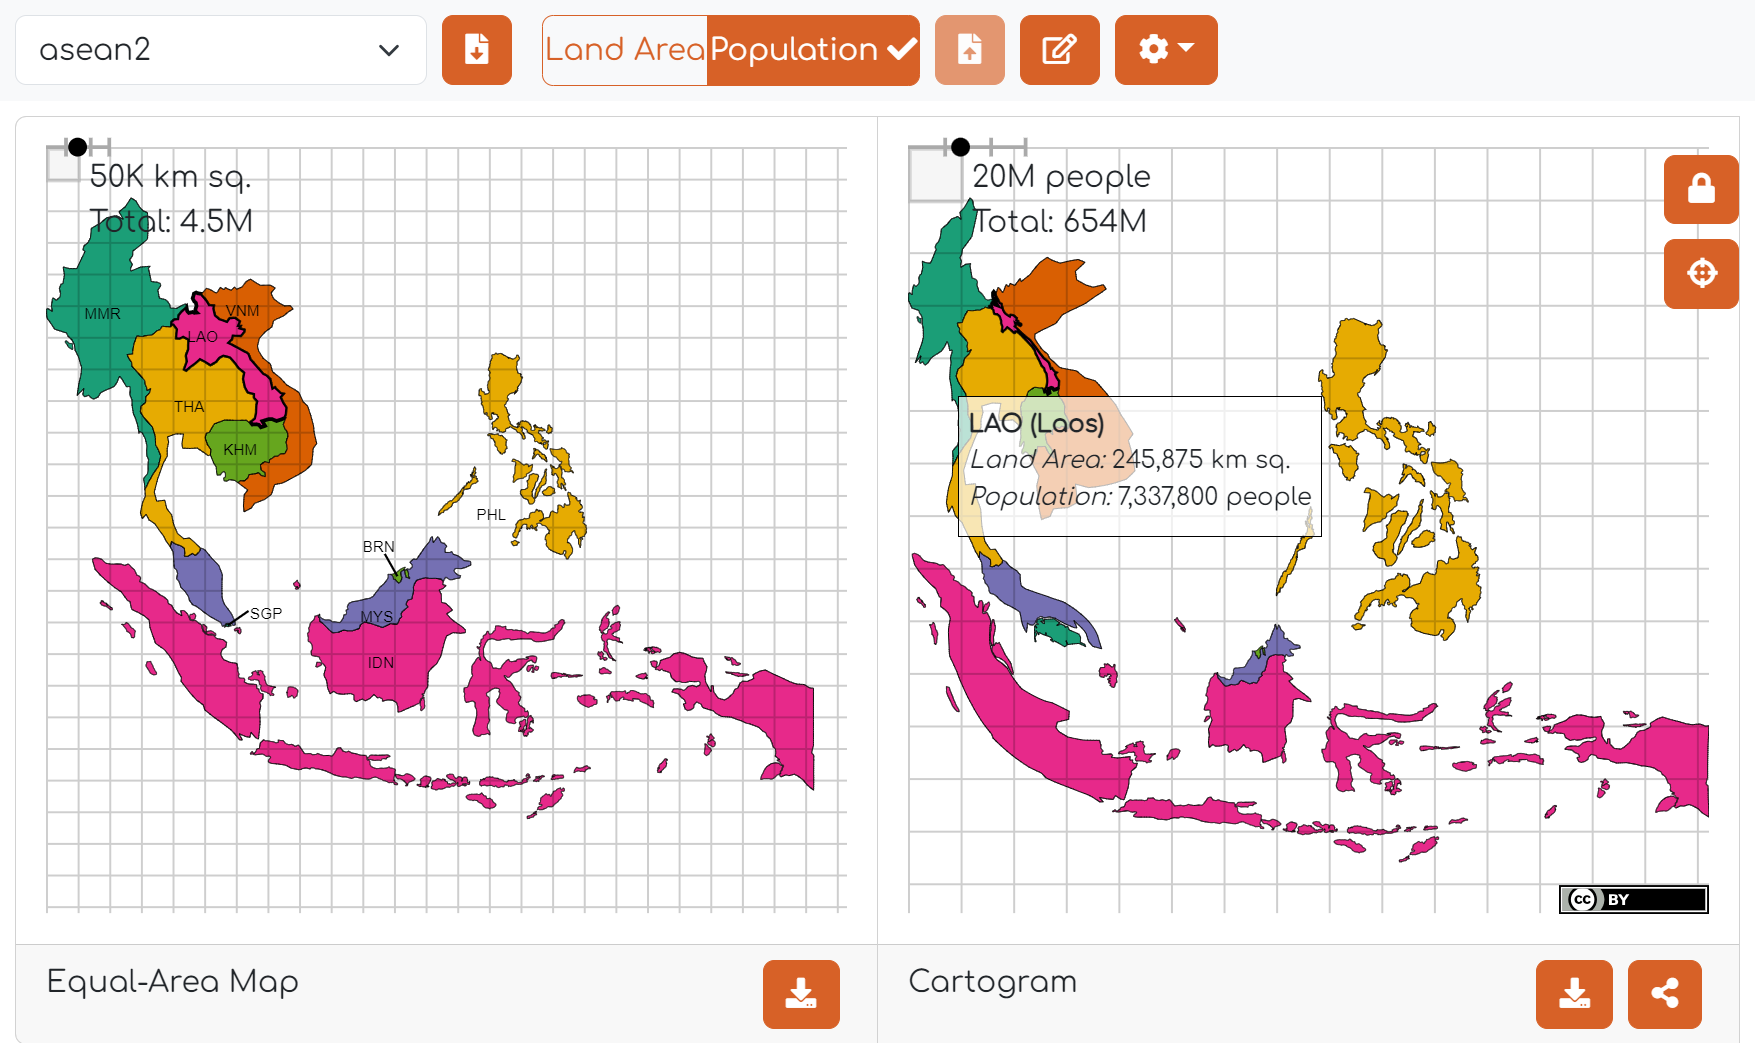 asean2
Land Area
Population
50K km sq.
Total: 4.5M
MMR
VNM
LAO
THA
KHM
PHL
BRN
SGP
MYS
IDN
20M people
Total: 654M
LAO (Laos)
Land Area: 245,875 km sq.
Population: 7,337,800 people
cc BY
Equal-Area Map
Cartogram